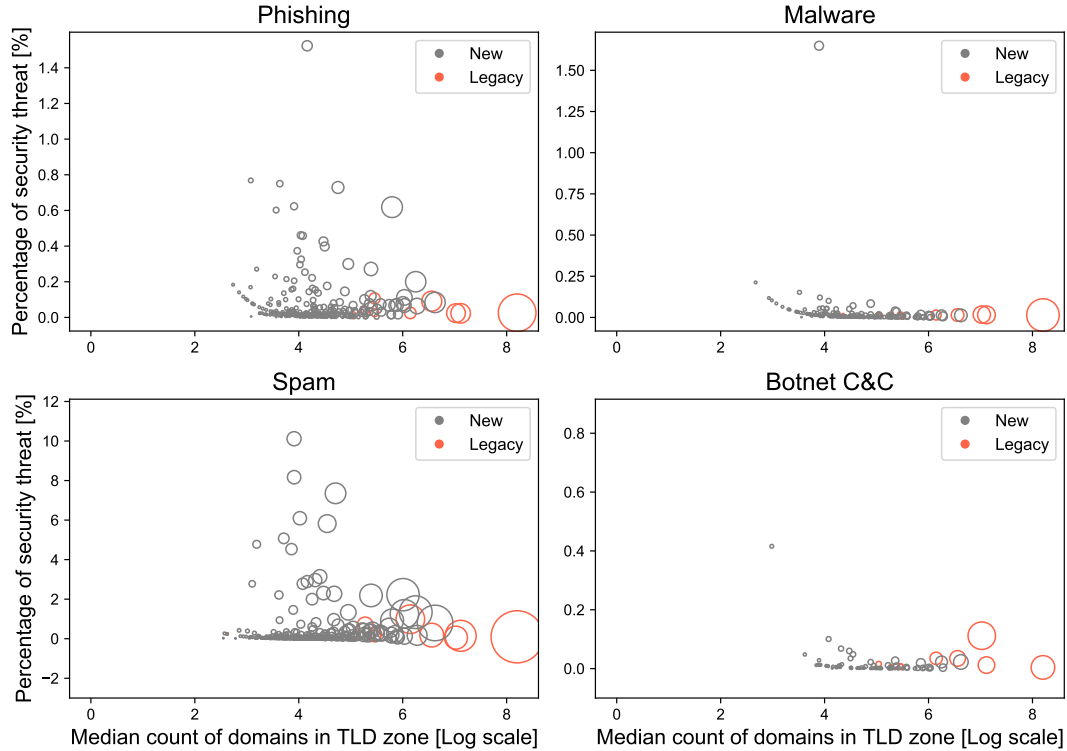 Phishing
Percentage of security threat [%]
1.4
1.2
1.0
0.8
0.6
0.4
0.2
0.0
0 2 4 6 8
New
Legacy
Malware
1.50
1.25
1.00
0.75
0.50
0.25
0.00
0 2 4 6 8
New
Legacy
Spam
Percentage of security threat [%]
12
10
8
6
4
2
0
−2
0 2 4 6 8
Median count of domains in TLD zone [Log scale]
New
Legacy
Botnet C&C
0.8
0.6
0.4
0.2
0.0
0 2 4 6 8
Median count of domains in TLD zone [Log scale]
New
Legacy